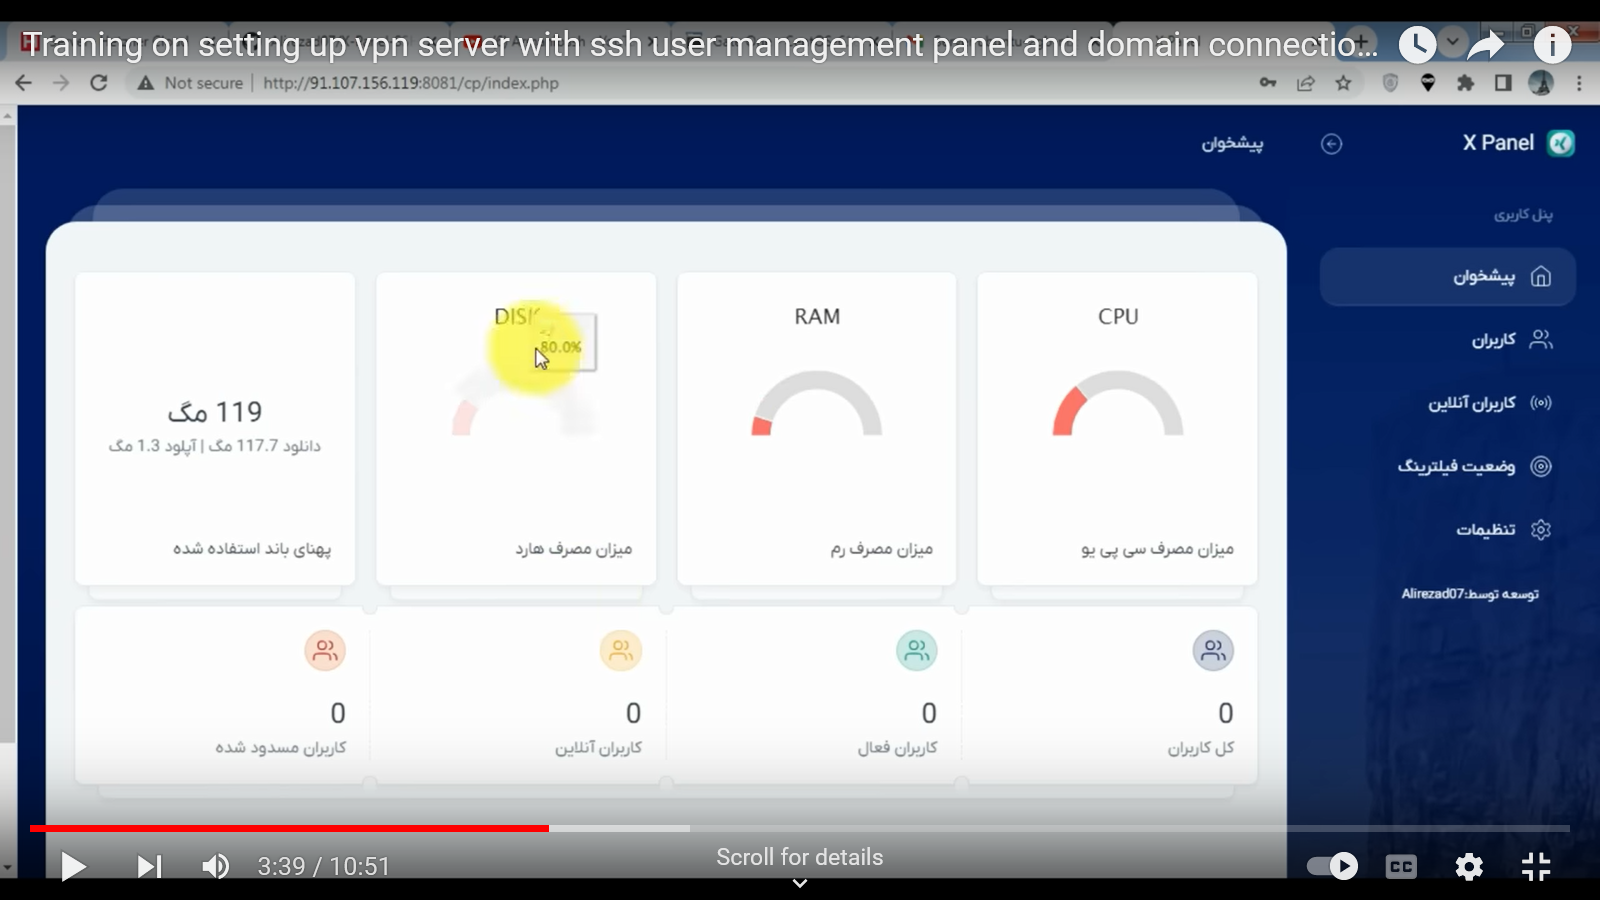 Training on setting up vpn server with ssh user management panel and domain connectio...
Not secure | http://91.107.156.119:8081/cp/index.php
X Panel
پیشخوان
پنل کاربری
پیشخوان
کاربران
کاربران آنلاین
وضعیت فیلترینگ
تنظیمات
توسعه توسط:Alirezad07
CPU
میزان مصرف سی پی یو
RAM
میزان مصرف رم
80.0%
میزان مصرف هارد
119 مگ
دانلود 117.7 مگ | آپلود 1.3 مگ
پهنای باند استفاده شده
0
کل کاربران
0
کاربران فعال
0
کاربران آنلاین
0
کاربران مسدود شده
3:39 / 10:51
Scroll for details
CC